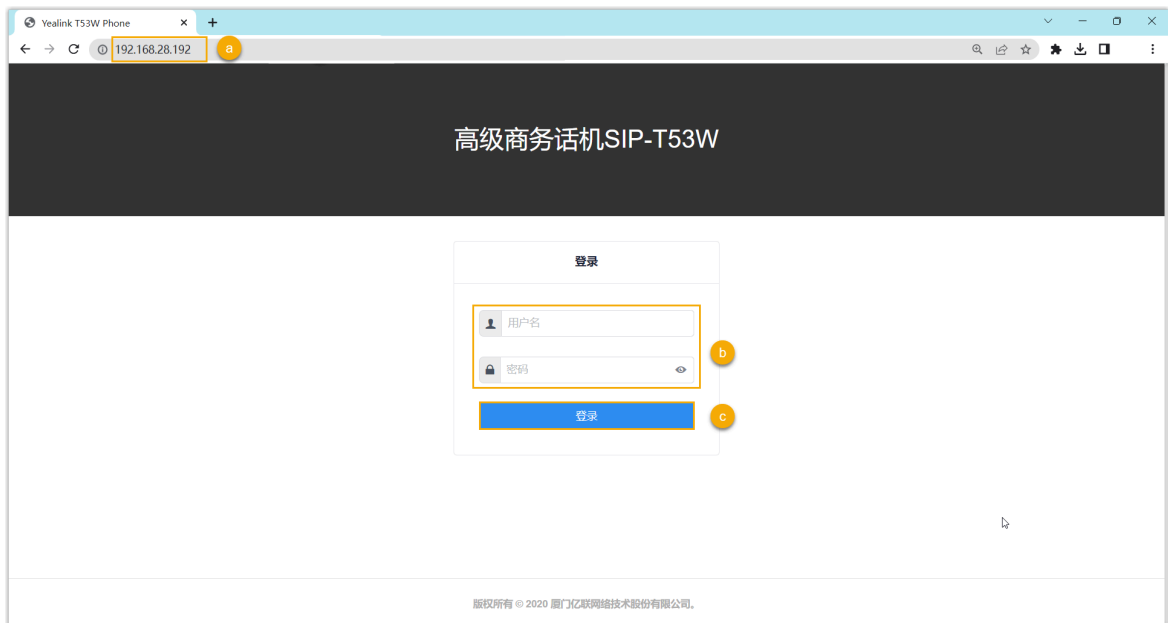 Yealink T53W Phone
192.168.28.192
a
高级商务话机SIP-T53W
登录
用户名
b
密码
登录
c
版权所有 © 2020 厦门亿联网络技术股份有限公司。